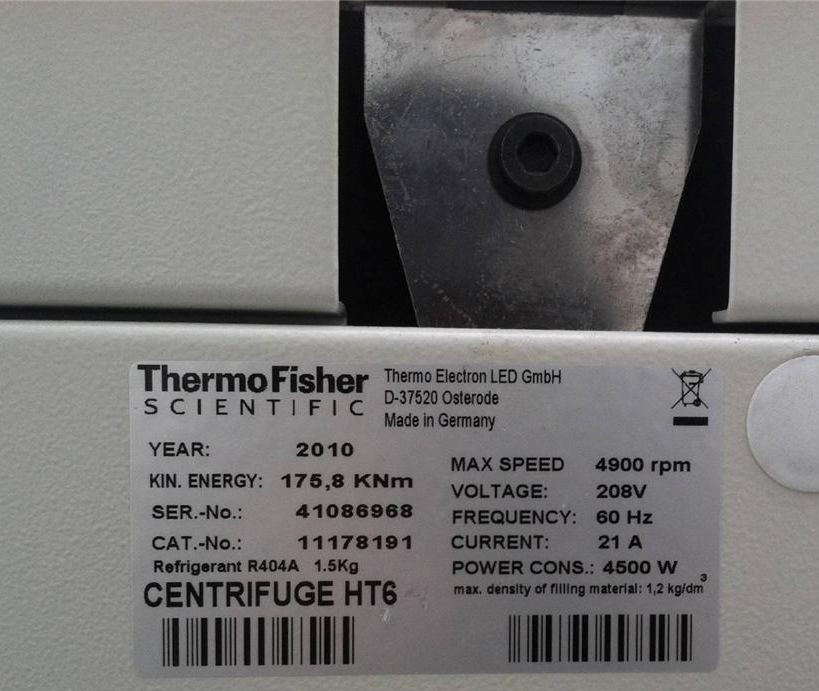 ThermoFisher
SCIENTIFIC
Thermo Electron LED GmbH
D-37520 Osterode
Made in Germany
YEAR: 2010
KIN. ENERGY: 175,8 KNm
SER.-No.: 41086968
CAT.-No.: 11178191
Refrigerant R404A 1.5Kg
CENTRIFUGE HT6
MAX SPEED 4900 rpm
VOLTAGE: 208V
FREQUENCY: 60 Hz
CURRENT: 21 A
POWER CONS.: 4500 W
max. density of filling material: 1,2 kg/dm³